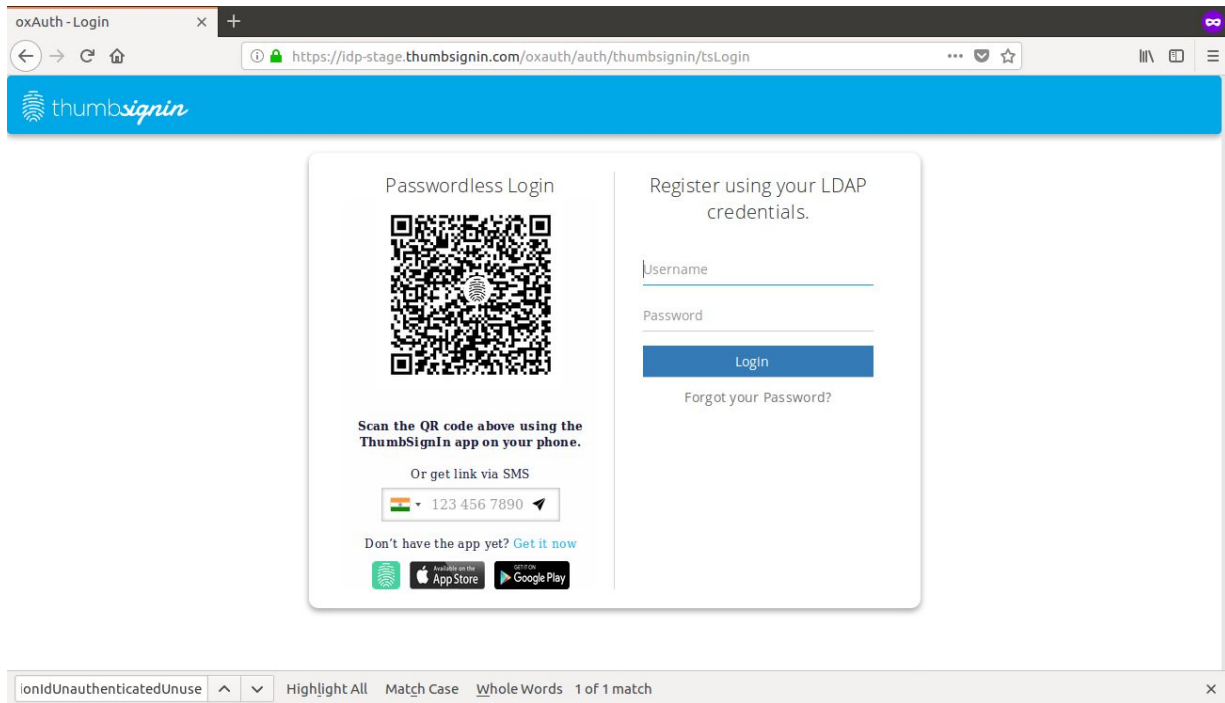 oxAuth - Login
https://idp-stage.thumbsignin.com/oxauth/auth/thumbsignin/tsLogin
thumbsignin
Passwordless Login
Scan the QR code above using the
ThumbSignIn app on your phone.
Or get link via SMS
123 456 7890
Don't have the app yet? Get it now
Available on the
App Store
GET IT ON
Google Play
Register using your LDAP
credentials.
Username
Password
Login
Forgot your Password?
ionIdUnauthenticatedUnuse Highlight All Match Case Whole Words 1 of 1 match